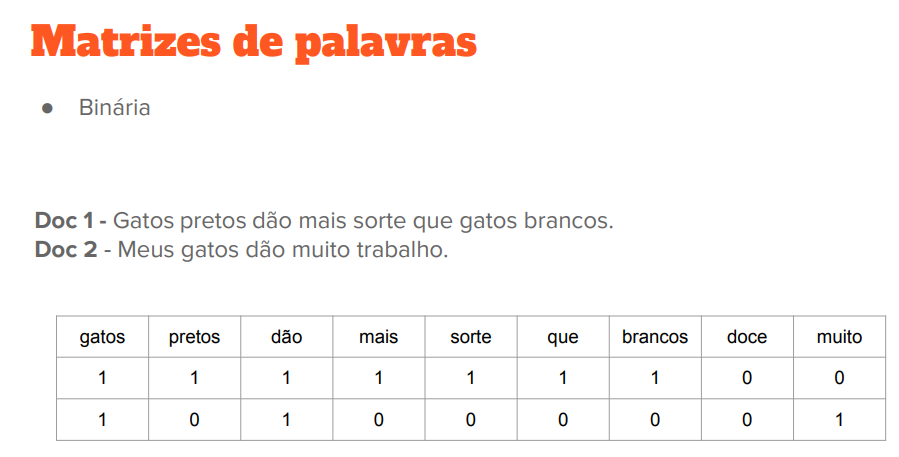 Matrizes de palavras
● Binária
Doc 1 - Gatos pretos dão mais sorte que gatos brancos.
Doc 2 - Meus gatos dão muito trabalho.
gatos pretos dão mais sorte que brancos doce muito
1 1 1 1 1 1 1 0 0
1 0 1 0 0 0 0 0 1